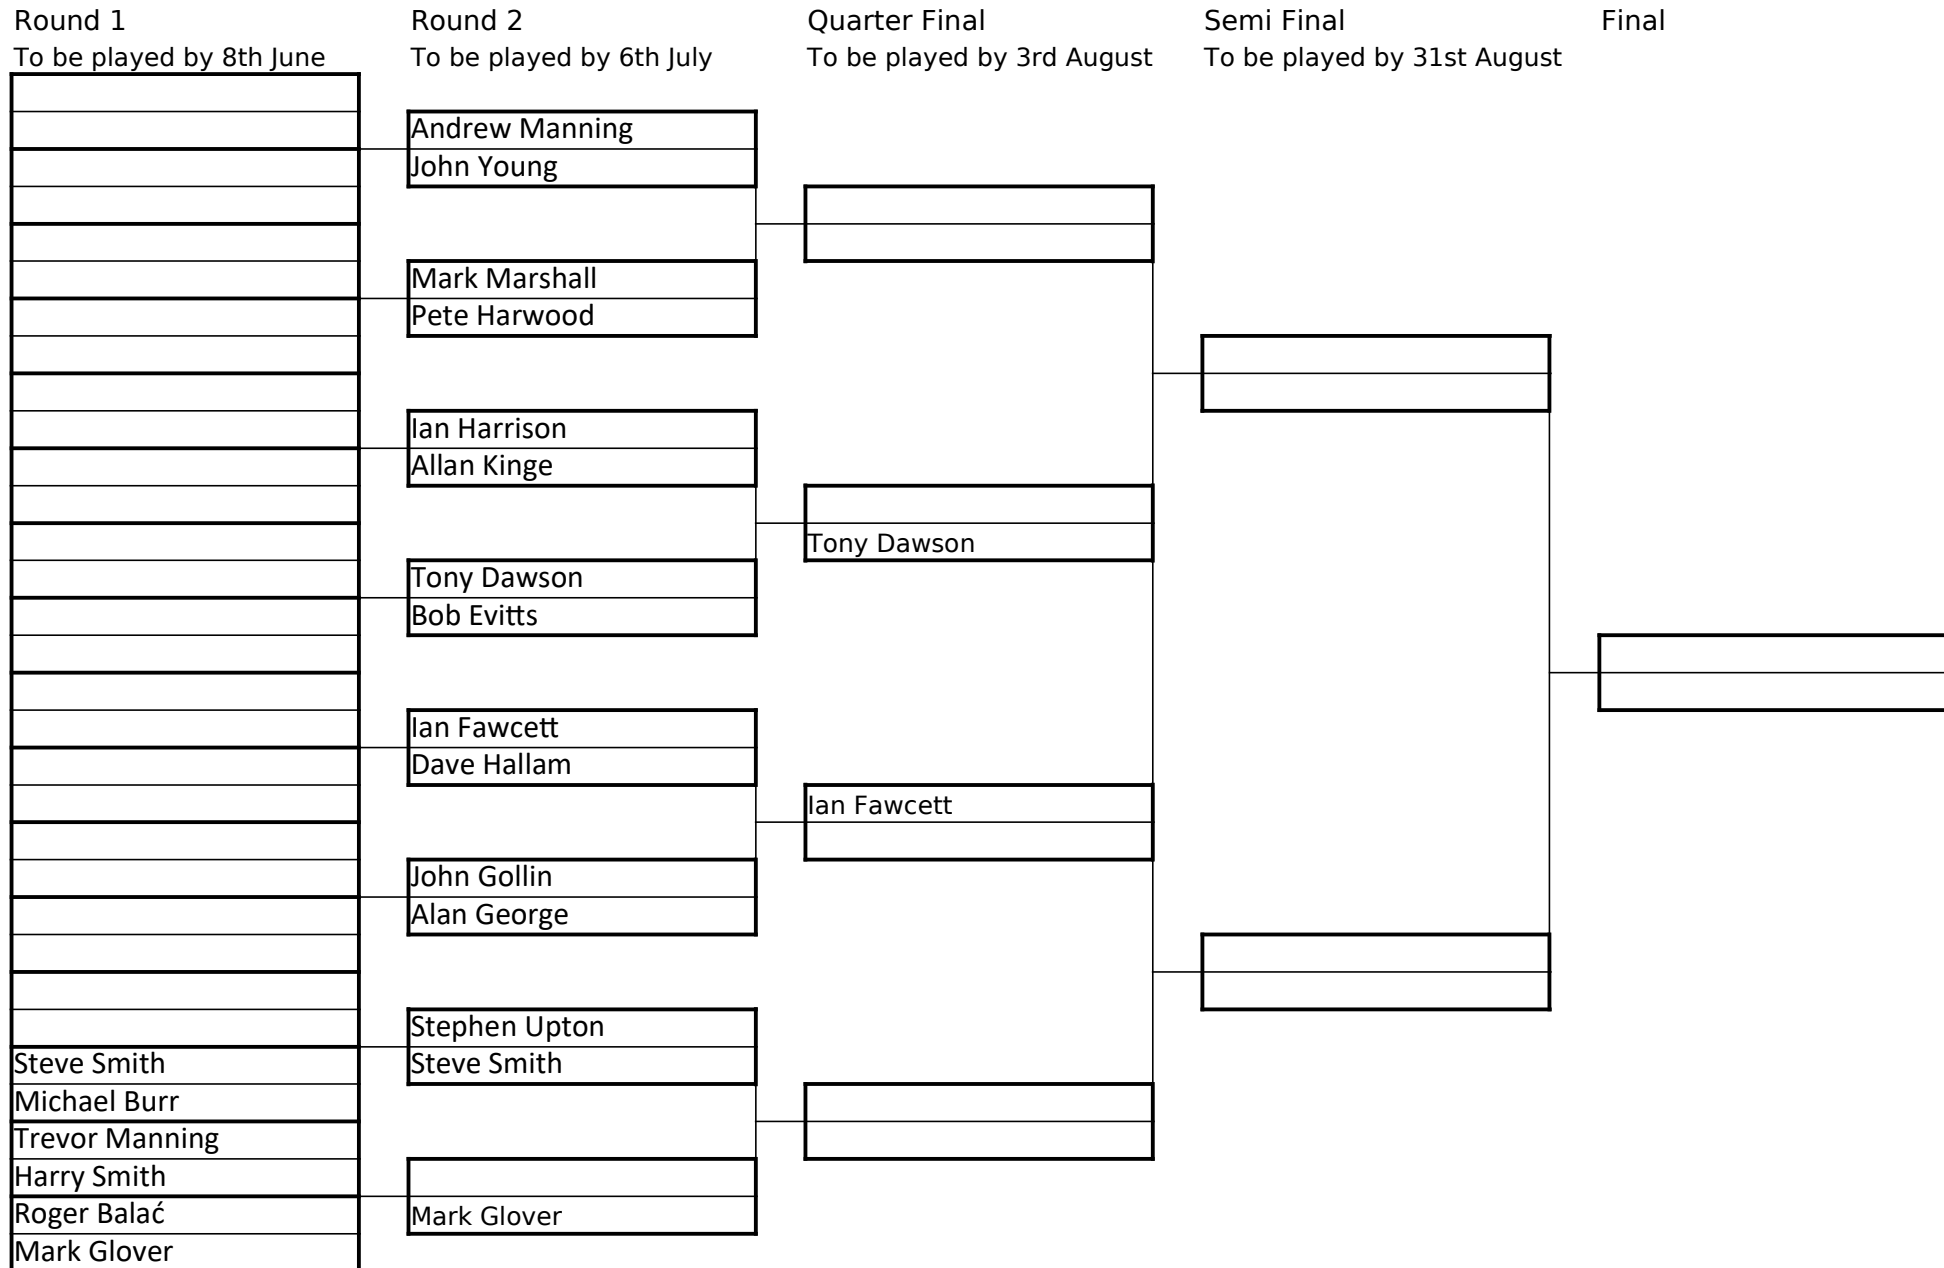 Round 1
To be played by 8th June
Steve Smith
Michael Burr
Trevor Manning
Harry Smith
Roger Balać
Mark Glover
Round 2
To be played by 6th July
Andrew Manning
John Young
Mark Marshall
Pete Harwood
Ian Harrison
Allan Kinge
Tony Dawson
Bob Evitts
Ian Fawcett
Dave Hallam
John Gollin
Alan George
Stephen Upton
Steve Smith
Mark Glover
Quarter Final
To be played by 3rd August
Tony Dawson
Ian Fawcett
Semi Final
To be played by 31st August
Final